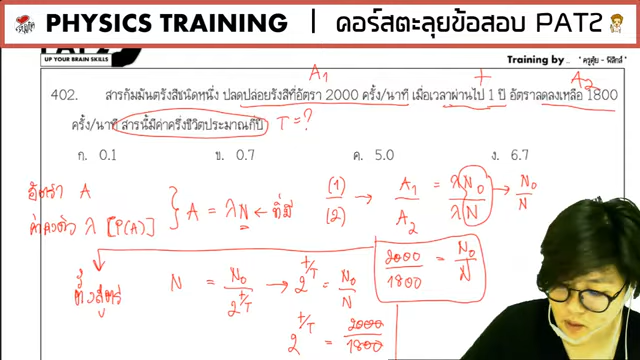 PHYSICS TRAINING | คอร์สตะลุยข้อสอบ PAT2
UP YOUR BRAIN SKILLS
Training by..
A₁ t A₂
402. สารกัมมันตรังสีชนิดหนึ่ง ปลดปล่อยรังสีที่อัตรา 2000 ครั้ง/นาที เมื่อเวลาผ่านไป 1 ปี อัตราลดลงเหลือ 1800
ครั้ง/นาที สารนี้มีค่าครึ่งชีวิตประมาณกี่ปี T = ?
ก. 0.1 ข. 0.7 ค. 5.0 ง. 6.7
อัตรา A
ค่าคงตัว λ [P(A)]
A = λN ← ที่มี
(1)/(2) → A₁/A₂ = λN₀/λN → N₀/N
2000/1800 = N₀/N
ตั้งสูตร N = N₀/2^(t/T) → 2^(t/T) = N₀/N
2^(t/T) = 2000/1800